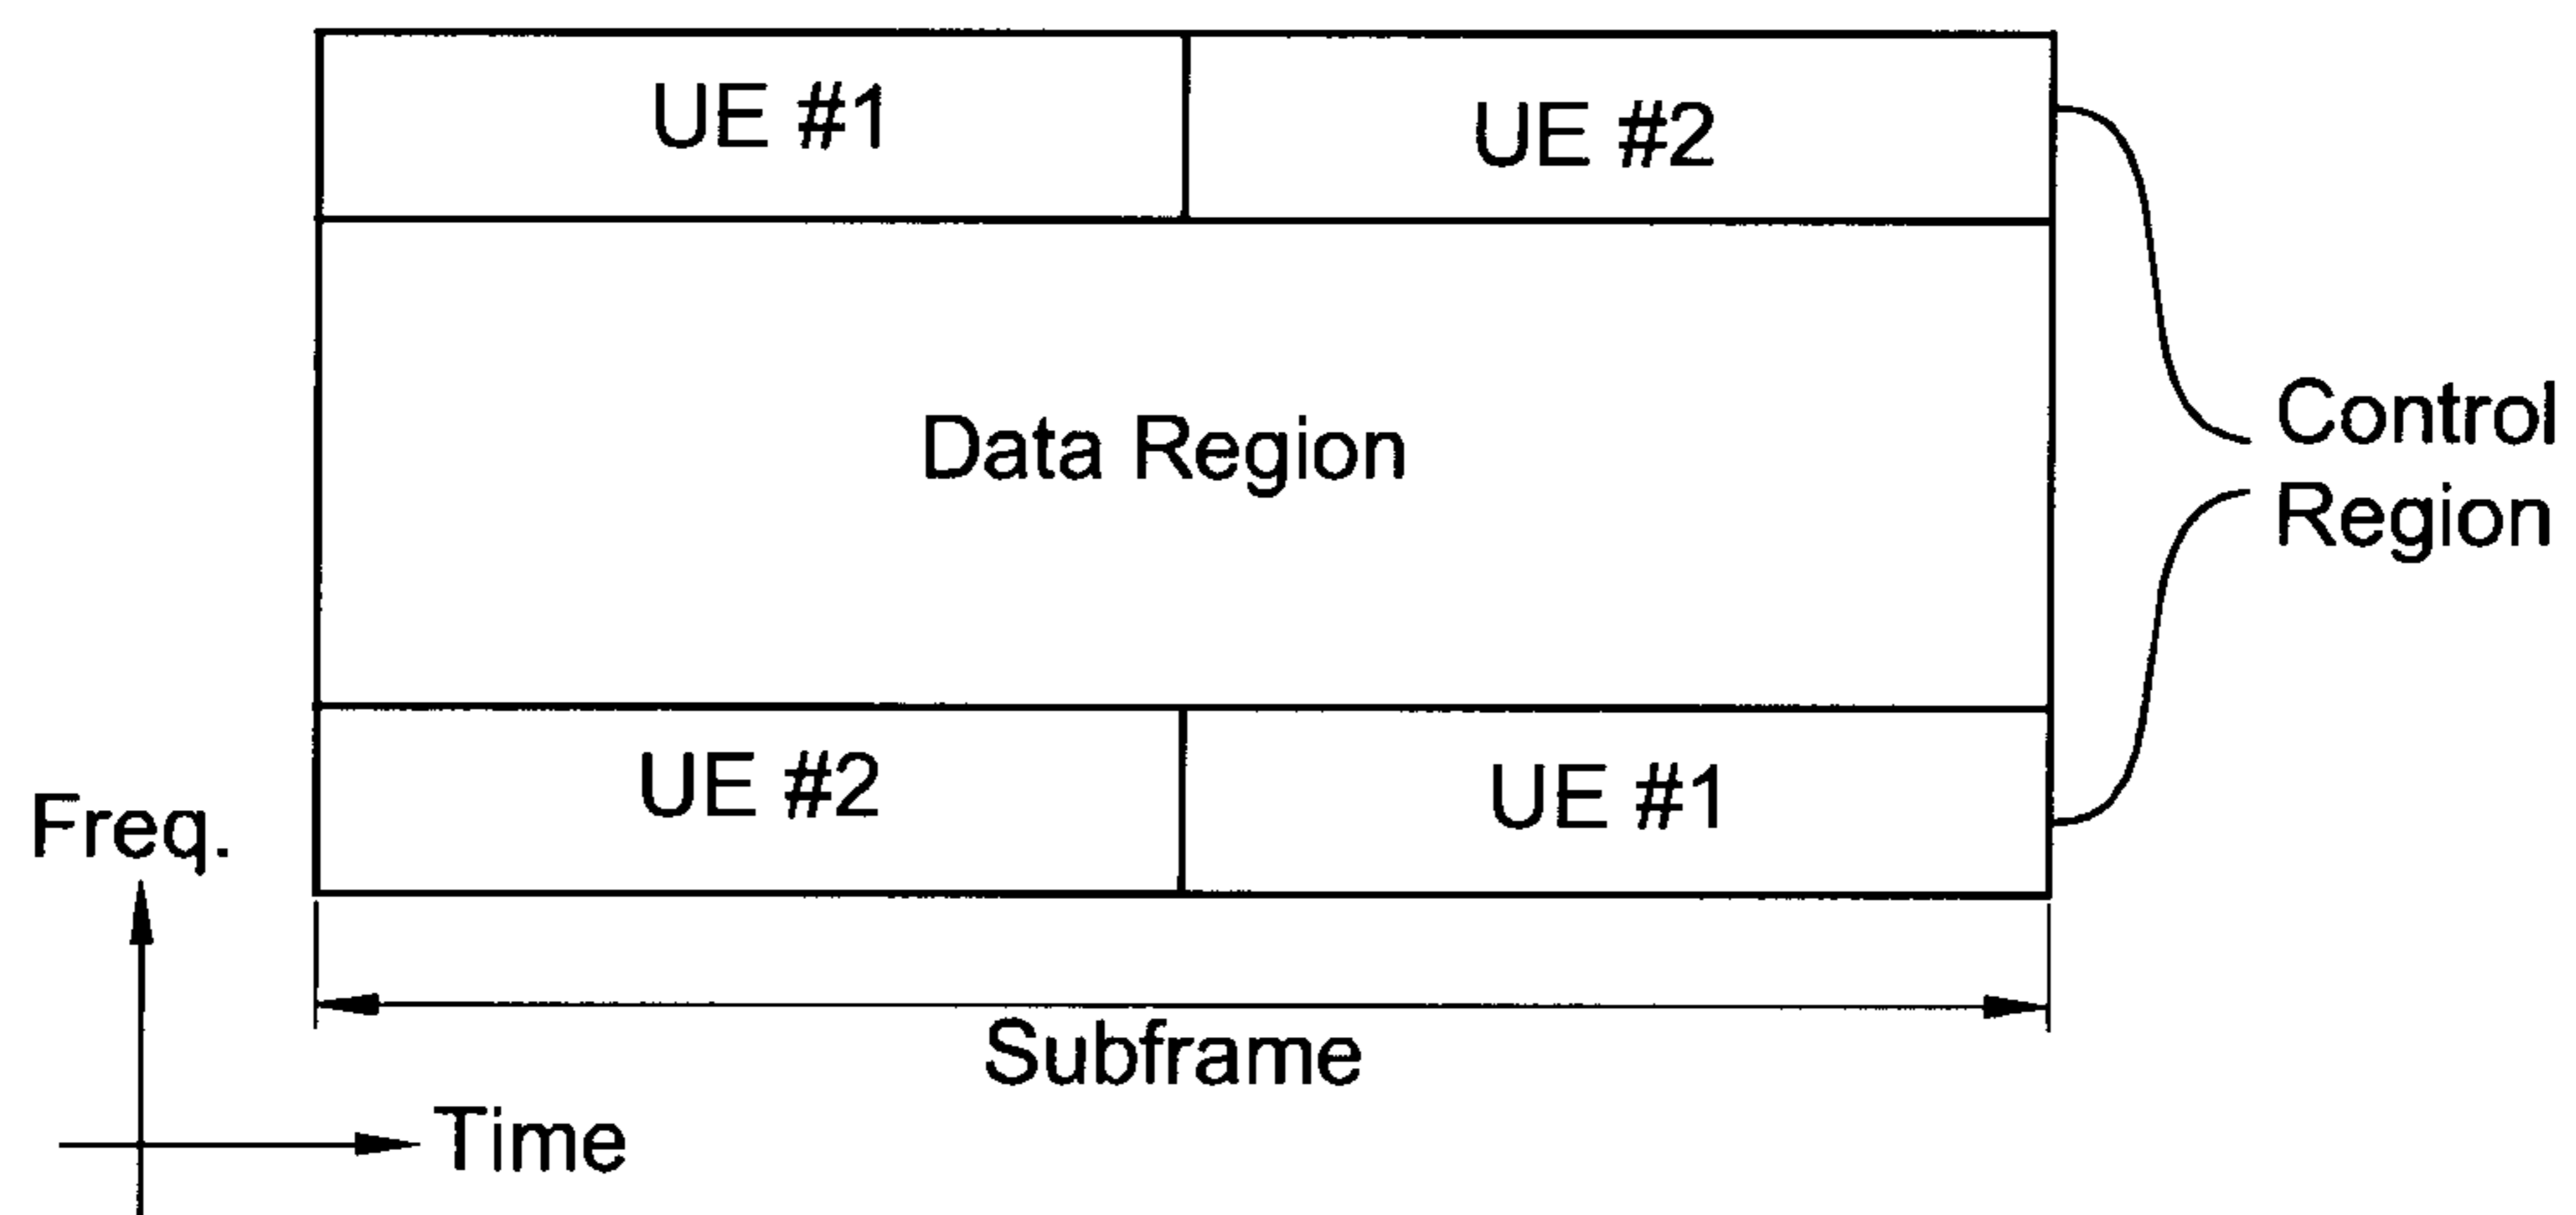 UE #1
UE #2
Data Region
Control
Region
UE #2
UE #1
Freq.
Subframe
Time